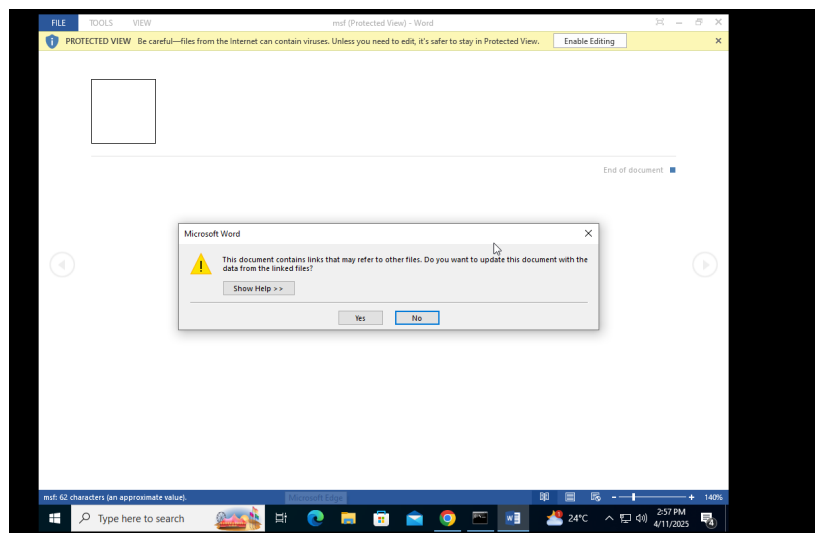 FILE TOOLS VIEW msf (Protected View) - Word
PROTECTED VIEW Be careful—files from the Internet can contain viruses. Unless you need to edit, it's safer to stay in Protected View. Enable Editing
End of document
Microsoft Word
This document contains links that may refer to other files. Do you want to update this document with the
data from the linked files?
Show Help >>
Yes No
msf: 62 characters (an approximate value). Microsoft Edge 140%
Type here to search 24°C 2:57 PM
4/11/2025 4